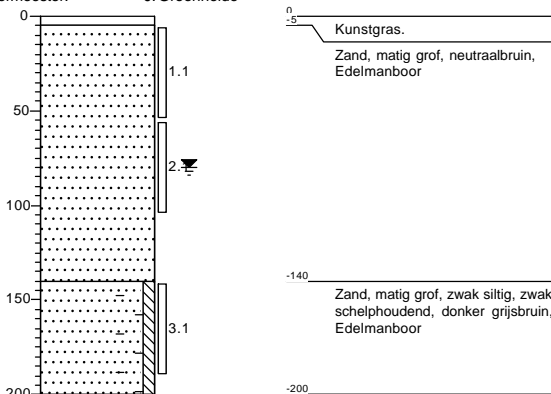 0
50
100
150
200
1.1
2.
3.1
0
-5
Kunstgras.
Zand, matig grof, neutraalbruin,
Edelmanboor
-140
Zand, matig grof, zwak siltig, zwak
schelphoudend, donker grijsbruin,
Edelmanboor
-200